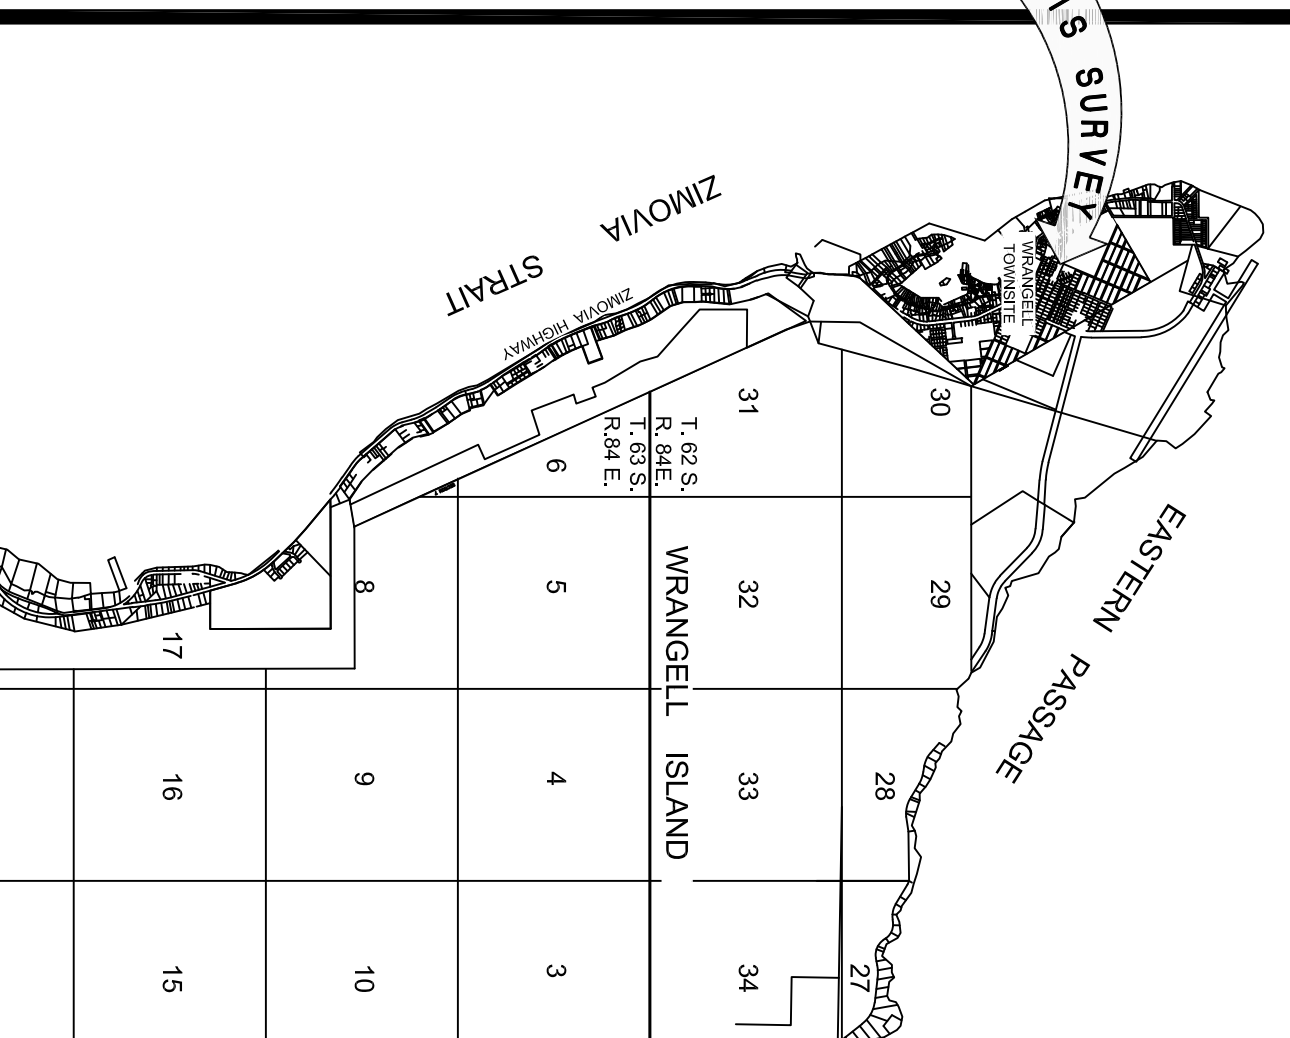 IS SURVEY
ZIMOVIA
STRAIT
ZIMOVIA HIGHWAY
WRANGELL
TOWNSITE
EASTERN
PASSAGE
30
29
28
27
31
32
33
34
T. 62 S.
R. 84E.
T. 63 S.
R.84 E.
WRANGELL ISLAND
6
5
4
3
8
9
10
17
16
15